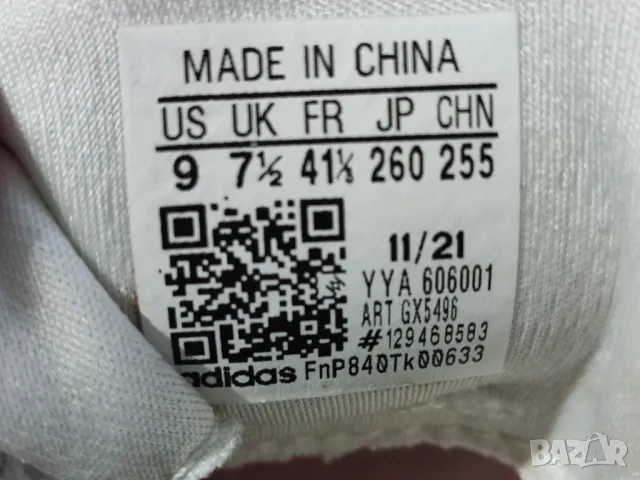 MADE IN CHINA
US UK FR JP CHN
9 7½ 41⅓ 260 255
11/21
YYA 606001
ART GX5496
#129468583
adidas FnP840Tk00633
BAZAR
bg